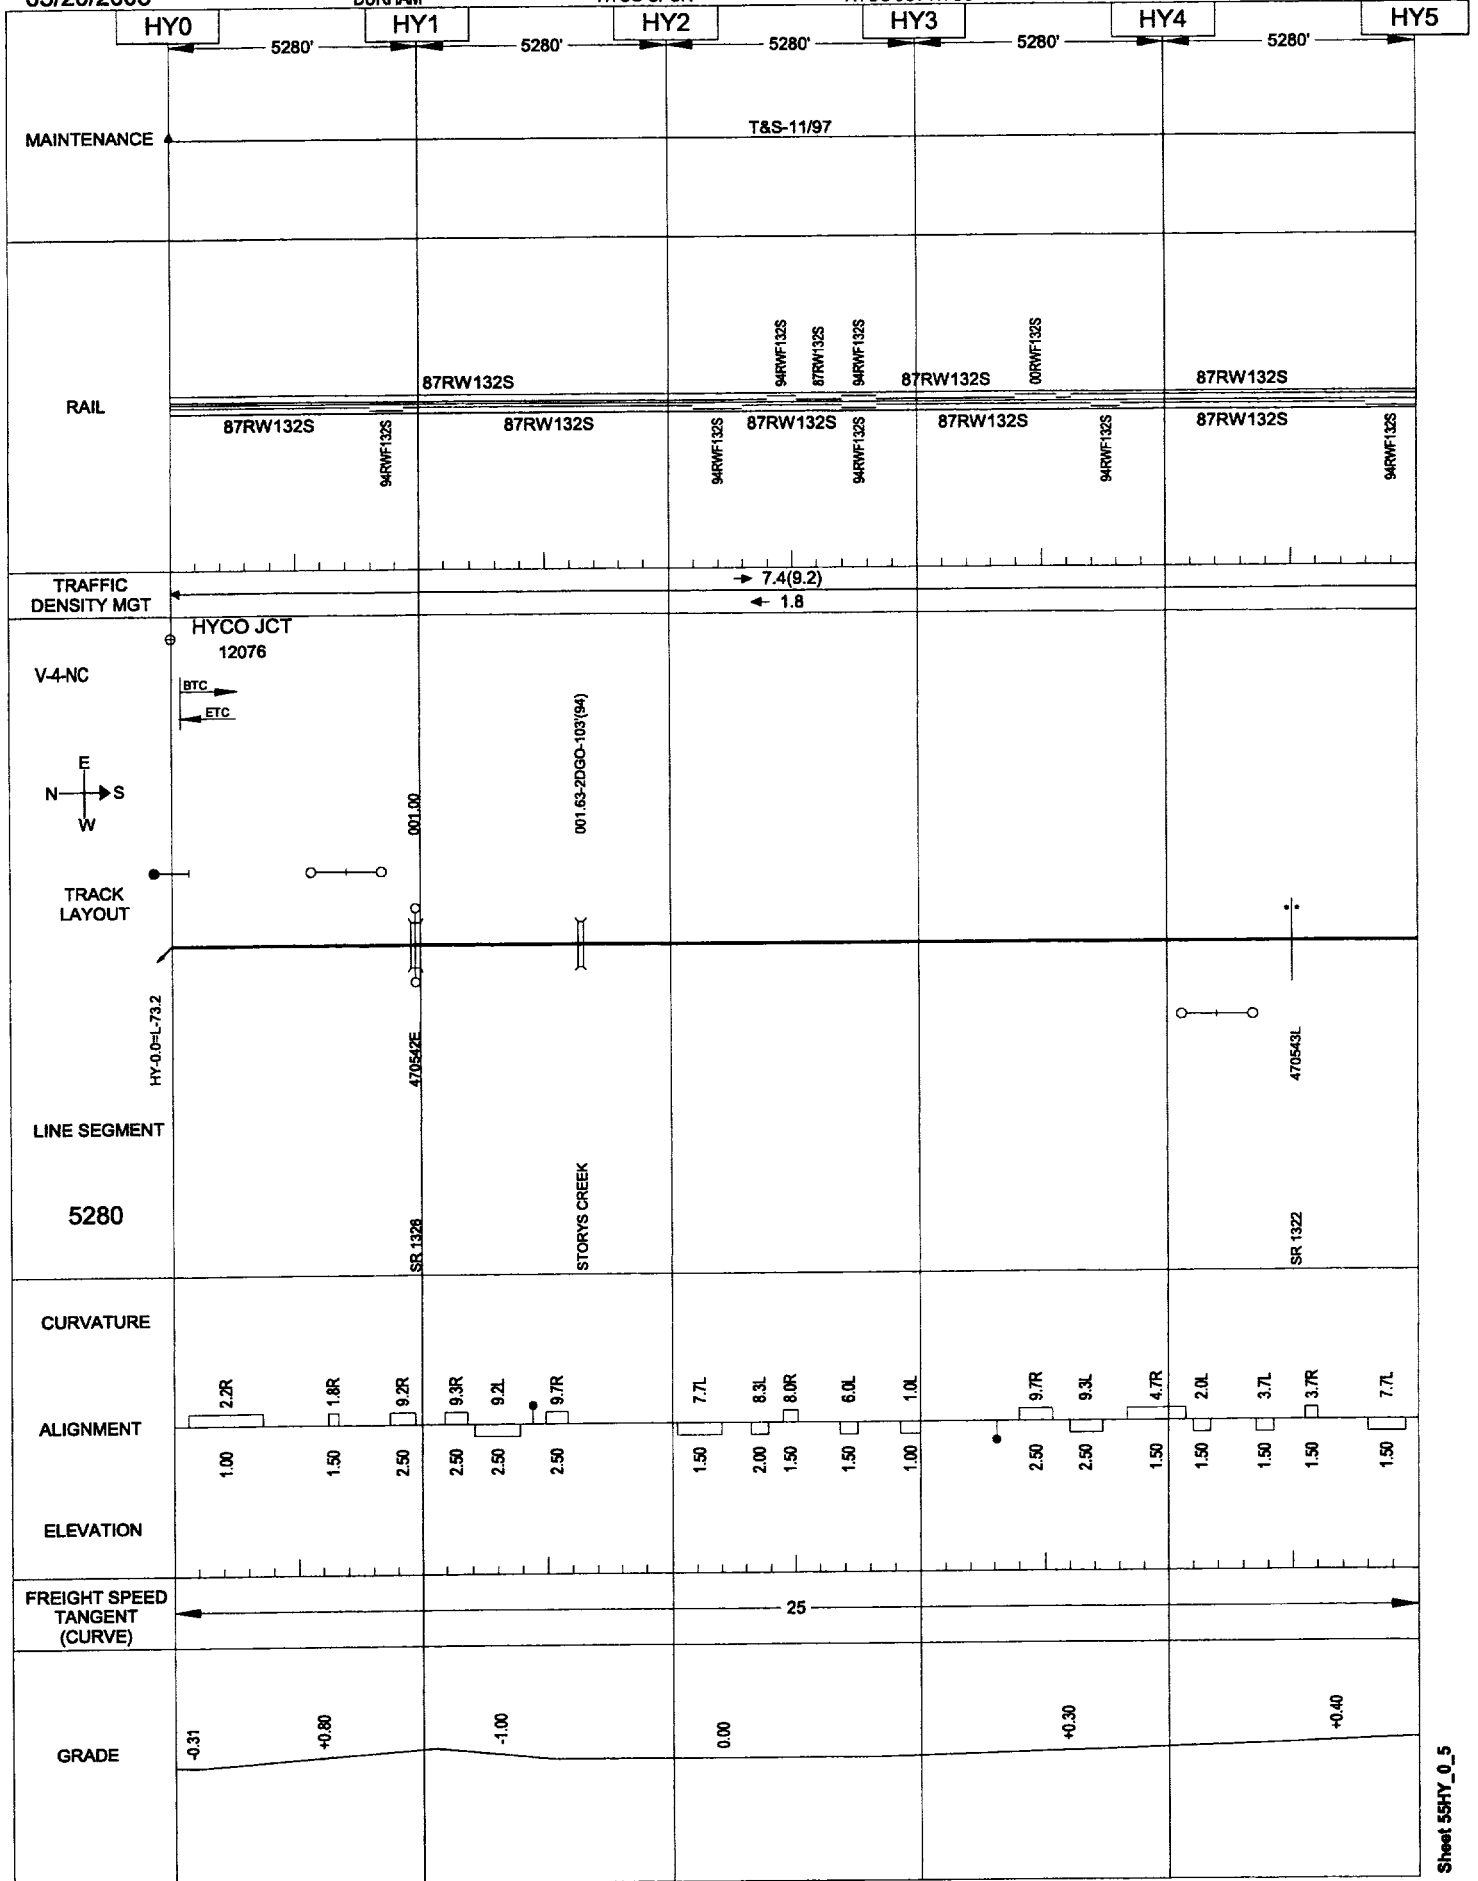 DURHAM
HY0 HY1 HY2 HY3 HY4 HY5
5280' 5280' 5280' 5280' 5280'
MAINTENANCE T&S-11/97
94RWF132S 87RW132S 94RWF132S 00RWF132S
87RW132S 87RW132S 87RW132S
RAIL
87RW132S 87RW132S 87RW132S 87RW132S 87RW132S
94RWF132S 94RWF132S 94RWF132S 94RWF132S 94RWF132S
TRAFFIC
DENSITY MGT
7.4(9.2)
1.8
HYCO JCT
12076
V-4-NC
BTC
ETC
E
N S
W
001.00
001.63-2DGO-103'(94)
TRACK
LAYOUT
HY-0.0=L-73.2
470542E
470543L
LINE SEGMENT
5280
SR 1326
STORYS CREEK
SR 1322
CURVATURE
2.2R 1.8R 9.2R 9.3R 9.2L 9.7R 7.7L 8.3L 8.0R 6.0L 1.0L 9.7R 9.3L 4.7R 2.0L 3.7L 3.7R 7.7L
ALIGNMENT
1.00 1.50 2.50 2.50 2.50 2.50 1.50 2.00 1.50 1.50 1.00 2.50 2.50 1.50 1.50 1.50 1.50 1.50
ELEVATION
FREIGHT SPEED
TANGENT
(CURVE)
25
GRADE
-0.31 +0.80 -1.00 0.00 +0.30 +0.40
Sheet 55HY_0_5